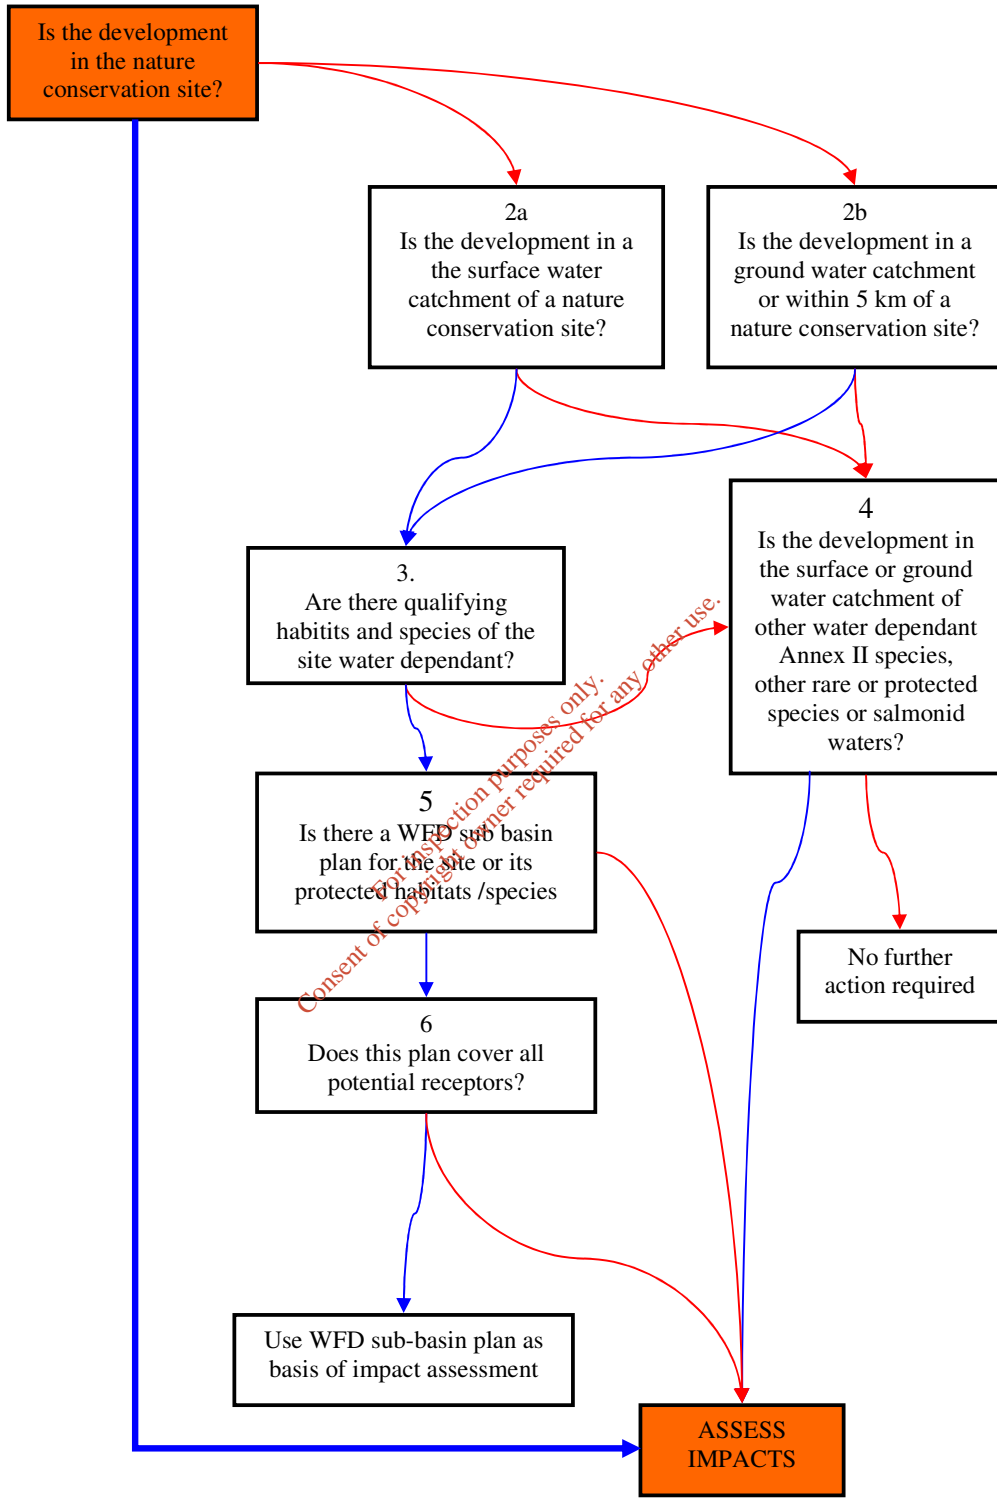 Is the development
in the nature
conservation site?
2a
Is the development in a
the surface water
catchment of a nature
conservation site?
2b
Is the development in a
ground water catchment
or within 5 km of a
nature conservation site?
3.
Are there qualifying
habitits and species of the
site water dependant?
4
Is the development in
the surface or ground
water catchment of
other water dependant
Annex II species,
other rare or protected
species or salmonid
waters?
5
Is there a WFD sub basin
plan for the site or its
protected habitats /species
No further
action required
6
Does this plan cover all
potential receptors?
Use WFD sub-basin plan as
basis of impact assessment
ASSESS
IMPACTS
For inspection purposes only.
Consent of copyright owner required for any other use.